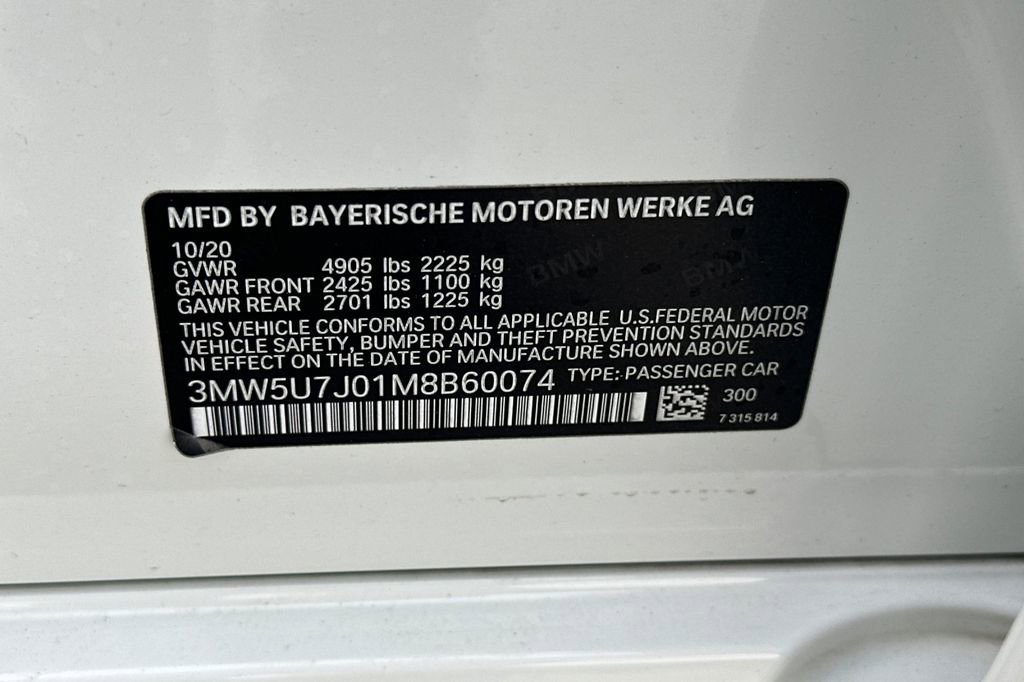 MFD BY BAYERISCHE MOTOREN WERKE AG
10/20
GVWR 4905 lbs 2225 kg
GAWR FRONT 2425 lbs 1100 kg
GAWR REAR 2701 lbs 1225 kg
THIS VEHICLE CONFORMS TO ALL APPLICABLE U.S.FEDERAL MOTOR
VEHICLE SAFETY, BUMPER AND THEFT PREVENTION STANDARDS
IN EFFECT ON THE DATE OF MANUFACTURE SHOWN ABOVE.
3MW5U7J01M8B60074 TYPE: PASSENGER CAR
300
7 315 814
BMW
BMW
BMW